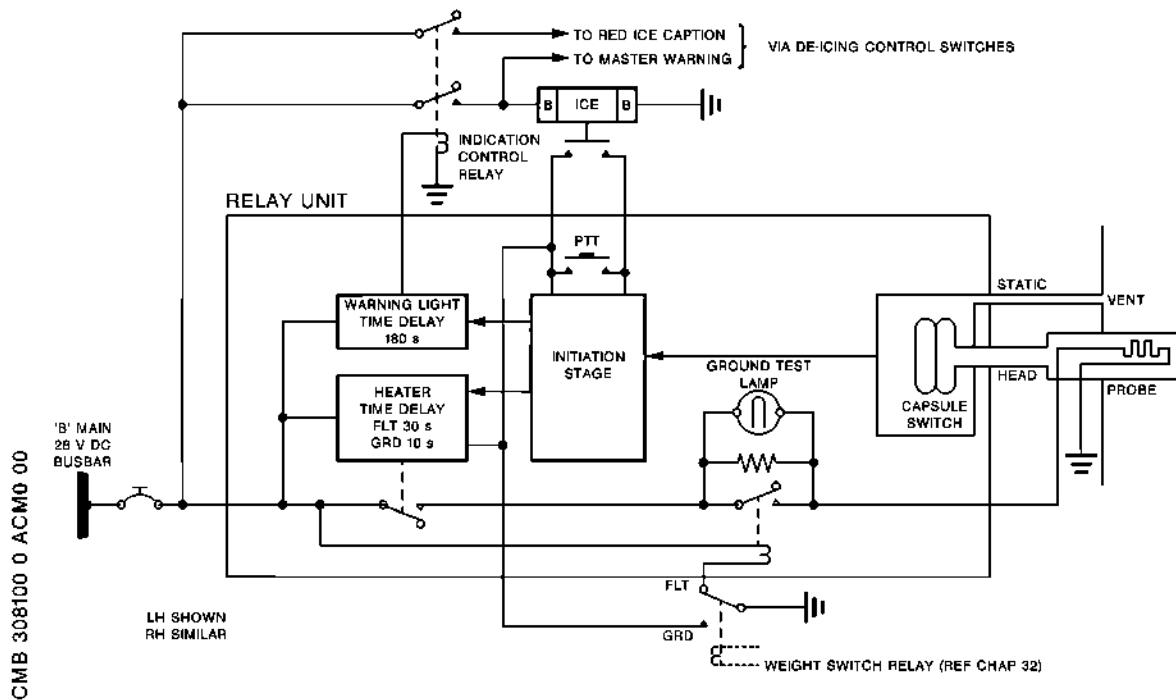 TO RED ICE CAPTION
TO MASTER WARNING
VIA DE-ICING CONTROL SWITCHES
B ICE B
INDICATION
CONTROL
RELAY
RELAY UNIT
PTT
WARNING LIGHT
TIME DELAY
180 s
HEATER
TIME DELAY
FLT 30 s
GRD 10 s
INITIATION
STAGE
GROUND TEST
LAMP
STATIC
VENT
HEAD
PROBE
CAPSULE
SWITCH
'B' MAIN
28 V DC
BUSBAR
FLT
GRD
WEIGHT SWITCH RELAY (REF CHAP 32)
LH SHOWN
RH SIMILAR
CMB 308100 0 ACM0 00